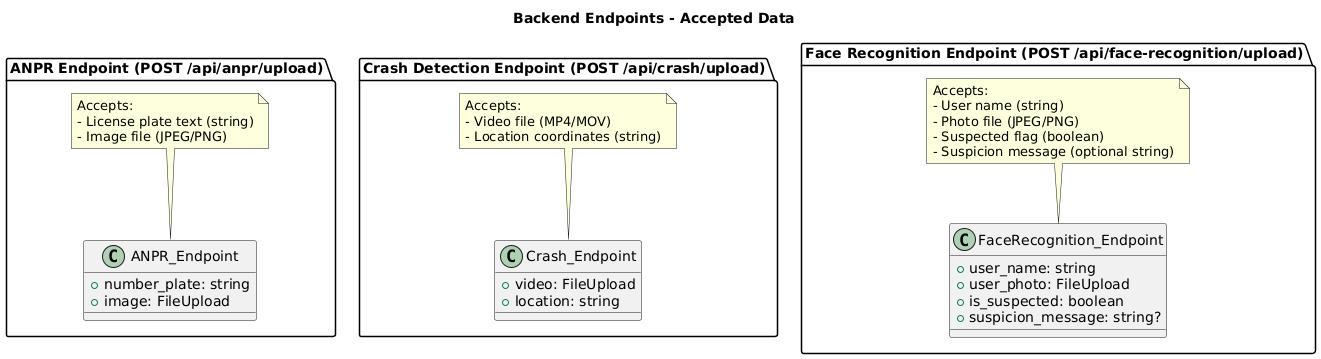 Backend Endpoints - Accepted Data
ANPR Endpoint (POST /api/anpr/upload)
Accepts:
- License plate text (string)
- Image file (JPEG/PNG)
C ANPR_Endpoint
number_plate: string
image: FileUpload
Crash Detection Endpoint (POST /api/crash/upload)
Accepts:
- Video file (MP4/MOV)
- Location coordinates (string)
C Crash_Endpoint
video: FileUpload
location: string
Face Recognition Endpoint (POST /api/face-recognition/upload)
Accepts:
- User name (string)
- Photo file (JPEG/PNG)
- Suspected flag (boolean)
- Suspicion message (optional string)
C FaceRecognition_Endpoint
user_name: string
user_photo: FileUpload
is_suspected: boolean
suspicion_message: string?